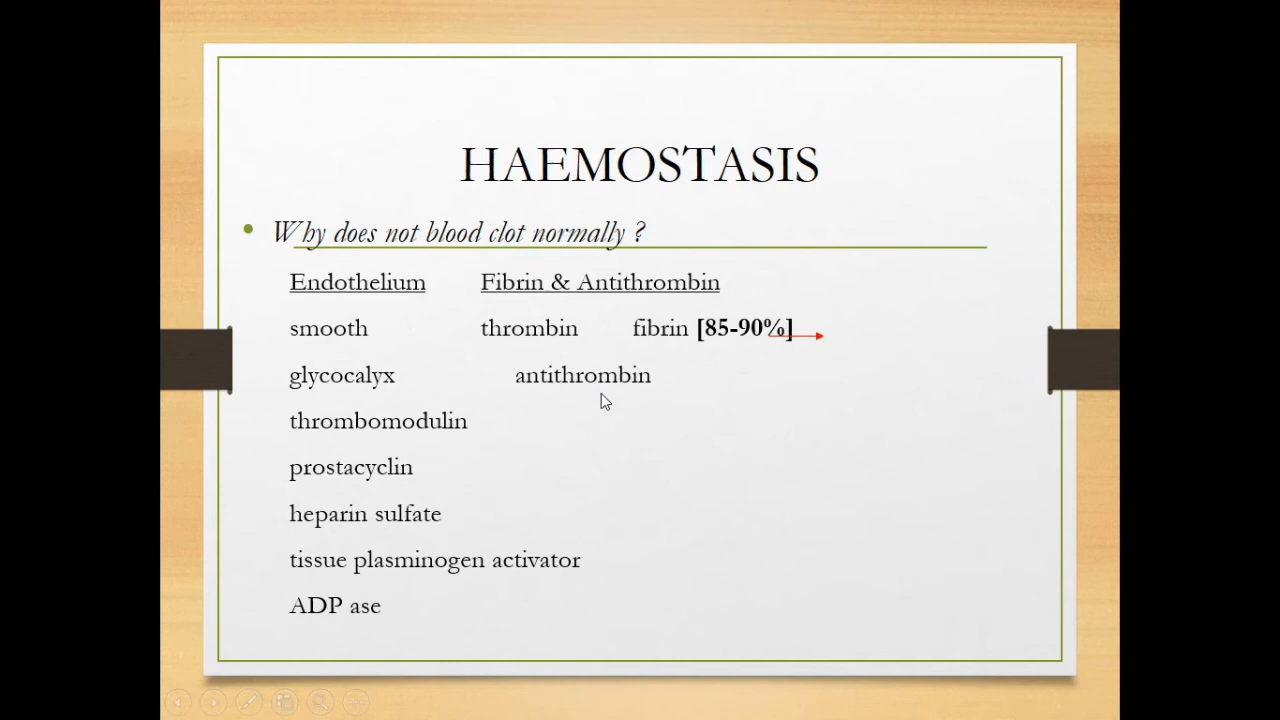 HAEMOSTASIS
• Why does not blood clot normally ?
Endothelium Fibrin & Antithrombin
smooth thrombin fibrin [85-90%]
glycocalyx antithrombin
thrombomodulin
prostacyclin
heparin sulfate
tissue plasminogen activator
ADP ase